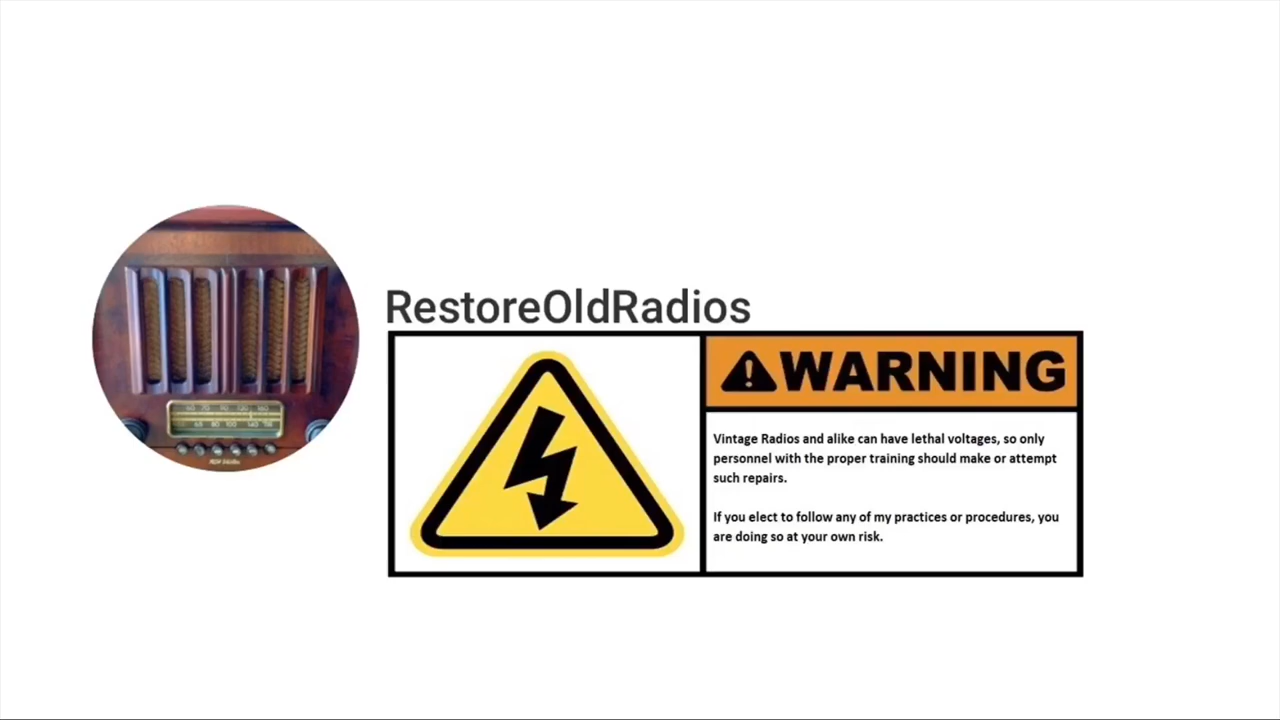 RestoreOldRadios
WARNING
Vintage Radios and alike can have lethal voltages, so only
personnel with the proper training should make or attempt
such repairs.
If you elect to follow any of my practices or procedures, you
are doing so at your own risk.